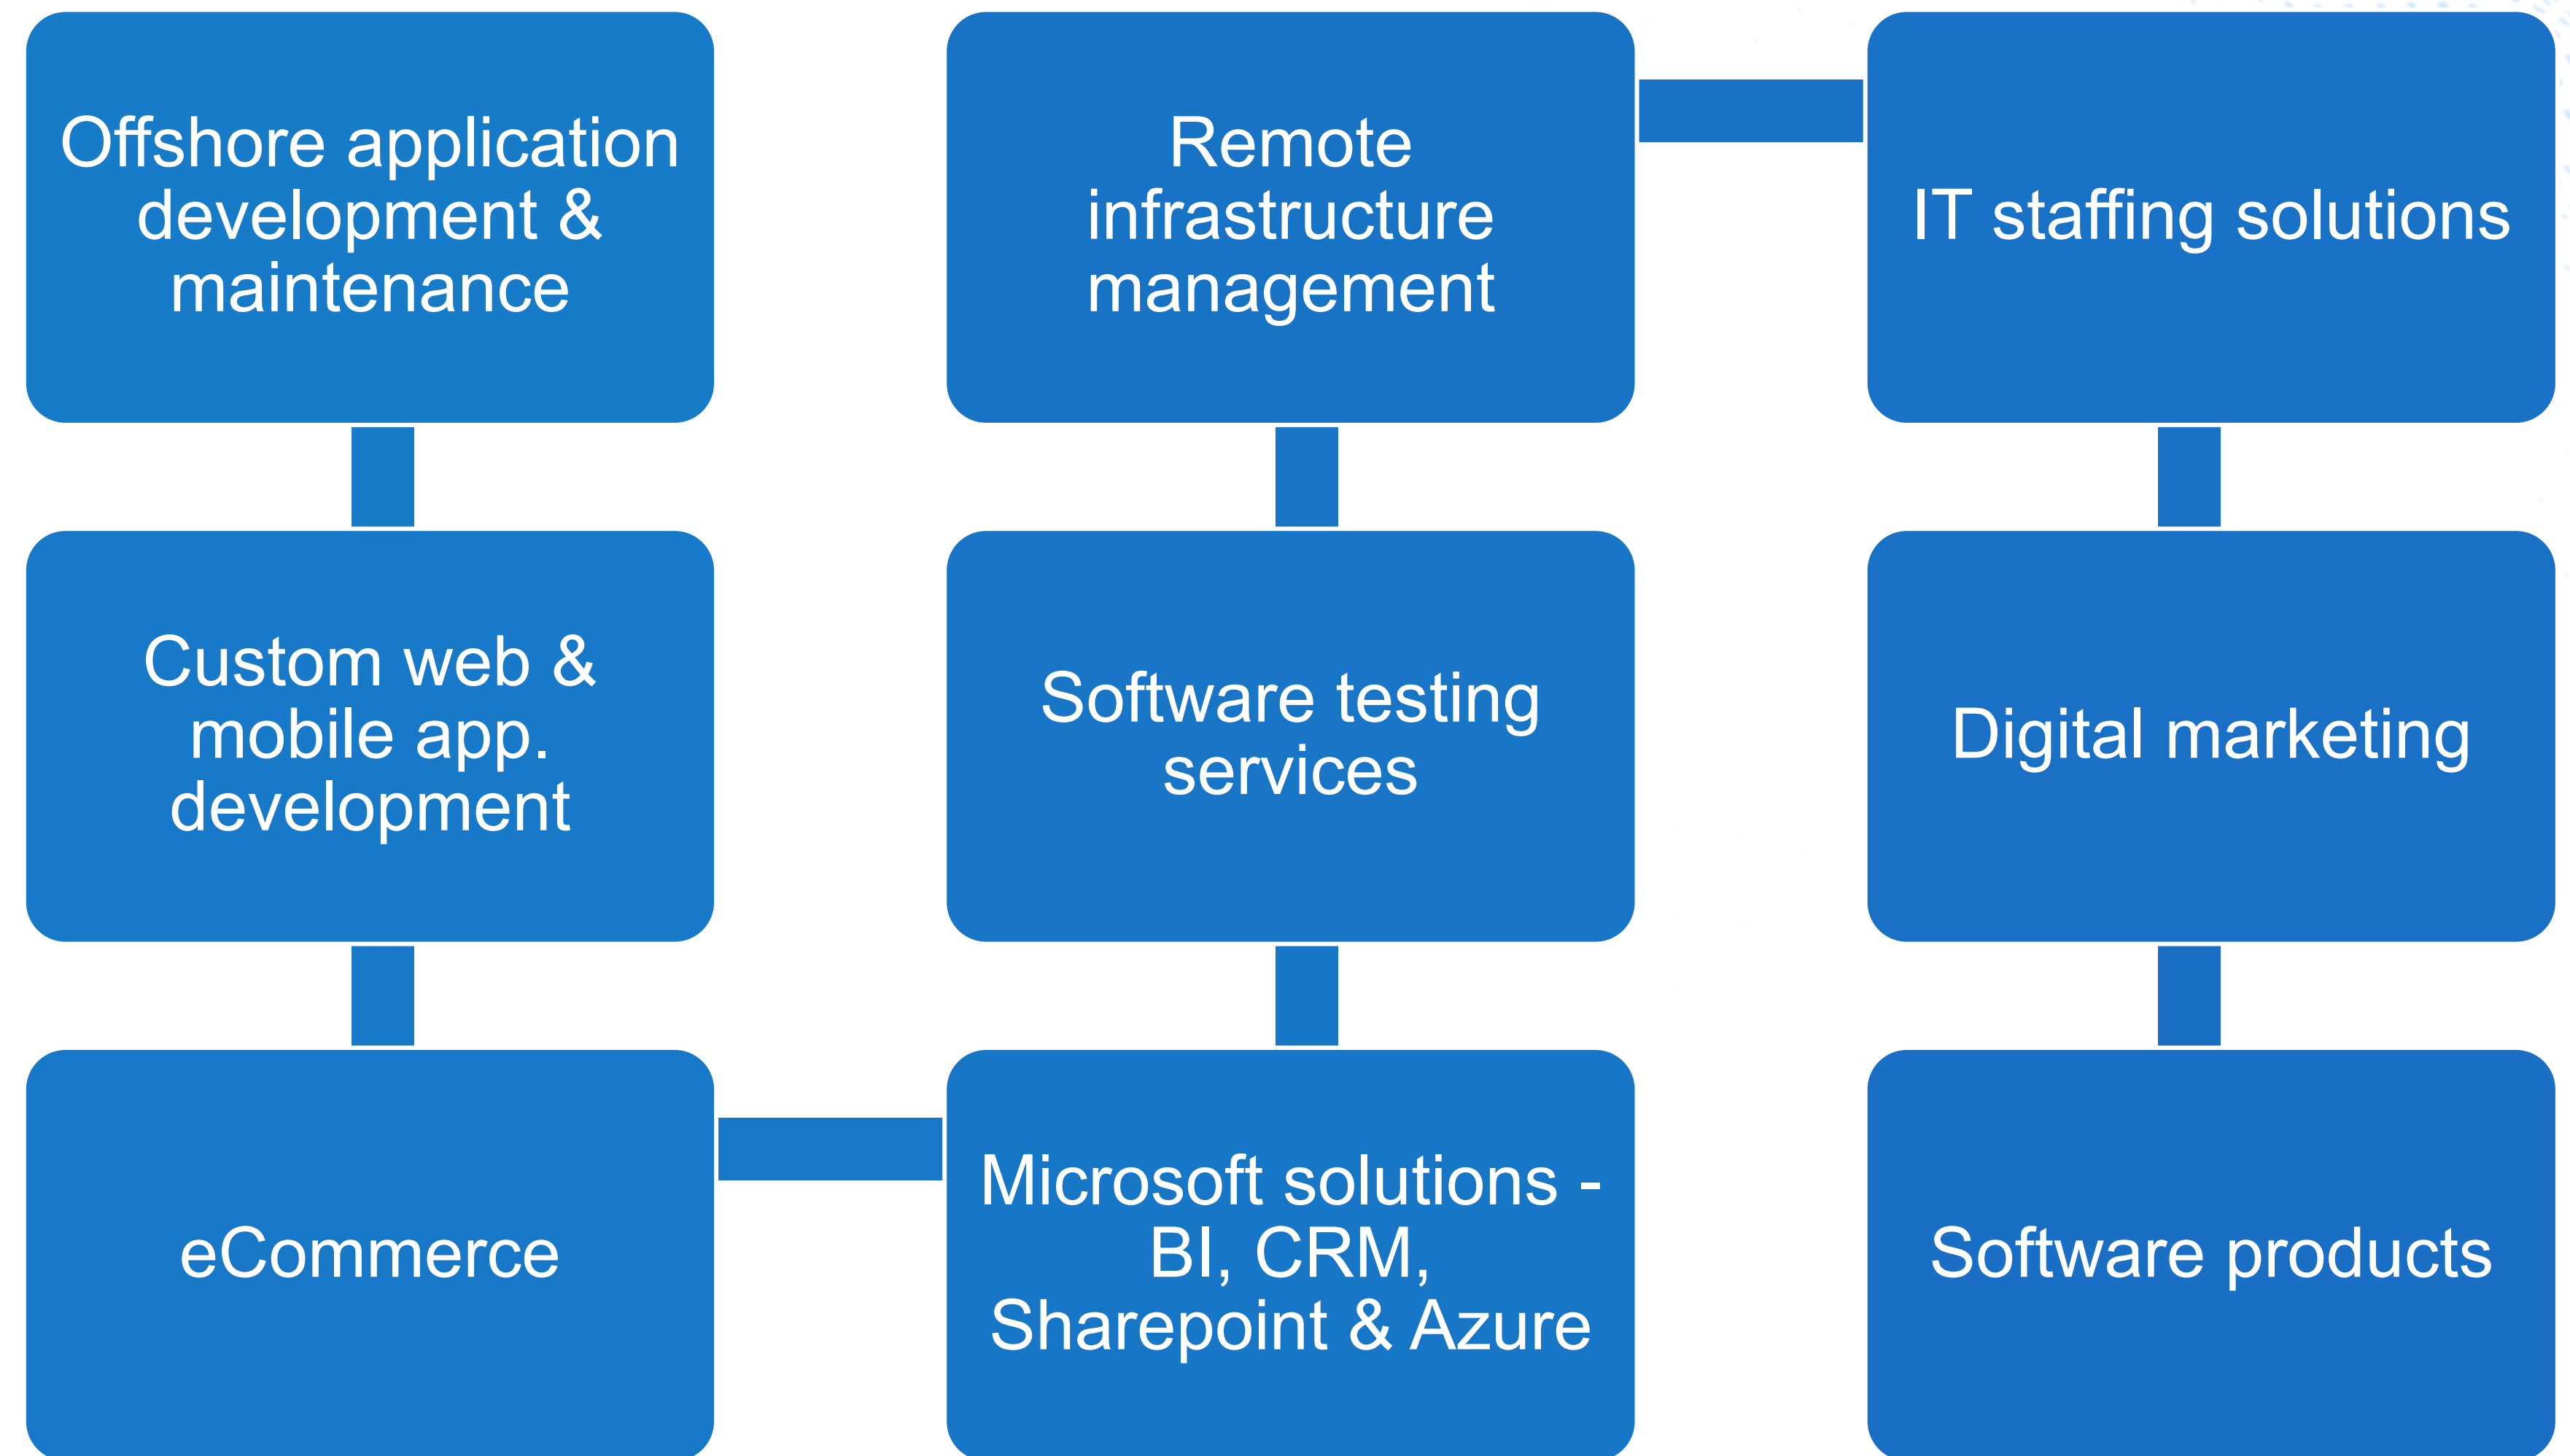 Offshore application
development &
maintenance
Custom web &
mobile app.
development
eCommerce
Microsoft solutions -
BI, CRM,
Sharepoint & Azure
Software testing
services
Remote
infrastructure
management
IT staffing solutions
Digital marketing
Software products